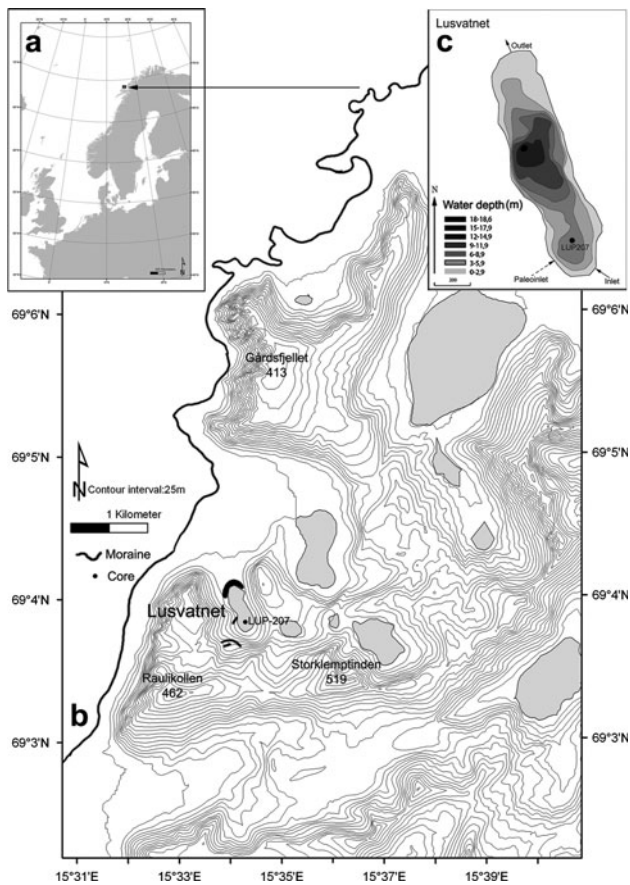 a
c
Lusvatnet
Outlet
N
Water depth (m)
18-18,6
15-17,9
12-14,9
9-11,9
6-8,9
3-5,9
0-2,9
LUP207
Paleoinlet
Inlet
69°6'N
69°6'N
Gårdsfjellet
413
69°5'N
69°5'N
N
Contour interval:25m
1 Kilometer
Moraine
Core
69°4'N
69°4'N
Lusvatnet
LUP-207
Storklemptinden
519
Raulikollen
462
b
69°3'N
69°3'N
15°31'E
15°33'E
15°35'E
15°37'E
15°39'E